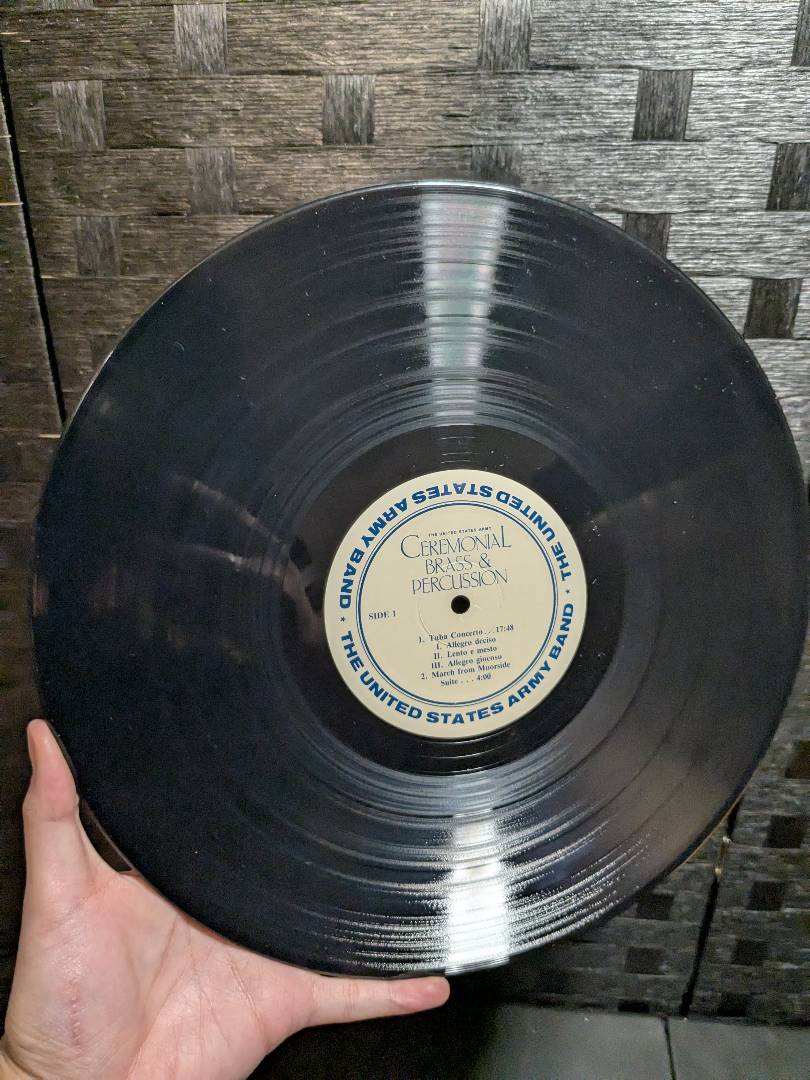 THE UNITED STATES ARMY BAND * THE UNITED STATES ARMY BAND *
THE UNITED STATES ARMY
CEREMONIAL
BRASS &
PERCUSSION
SIDE 1
1. Tuba Concerto . . . 17:48
I. Allegro deciso
II. Lento e mesto
III. Allegro giocoso
2. March from Moorside
Suite . . . 4:00